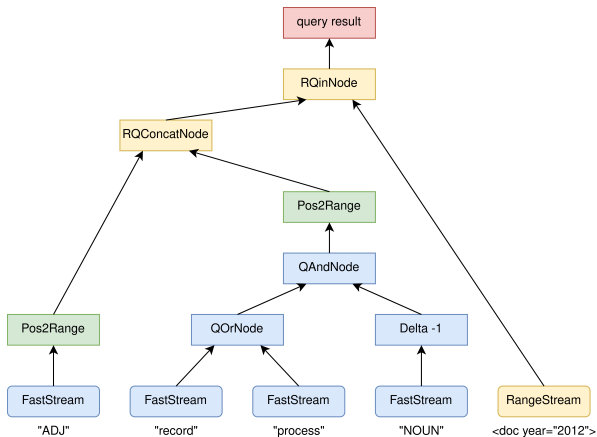 query result
RQinNode
RQConcatNode
Pos2Range
QAndNode
Pos2Range
QOrNode
Delta -1
FastStream
FastStream
FastStream
FastStream
RangeStream
"ADJ"
"record"
"process"
"NOUN"
<doc year="2012">